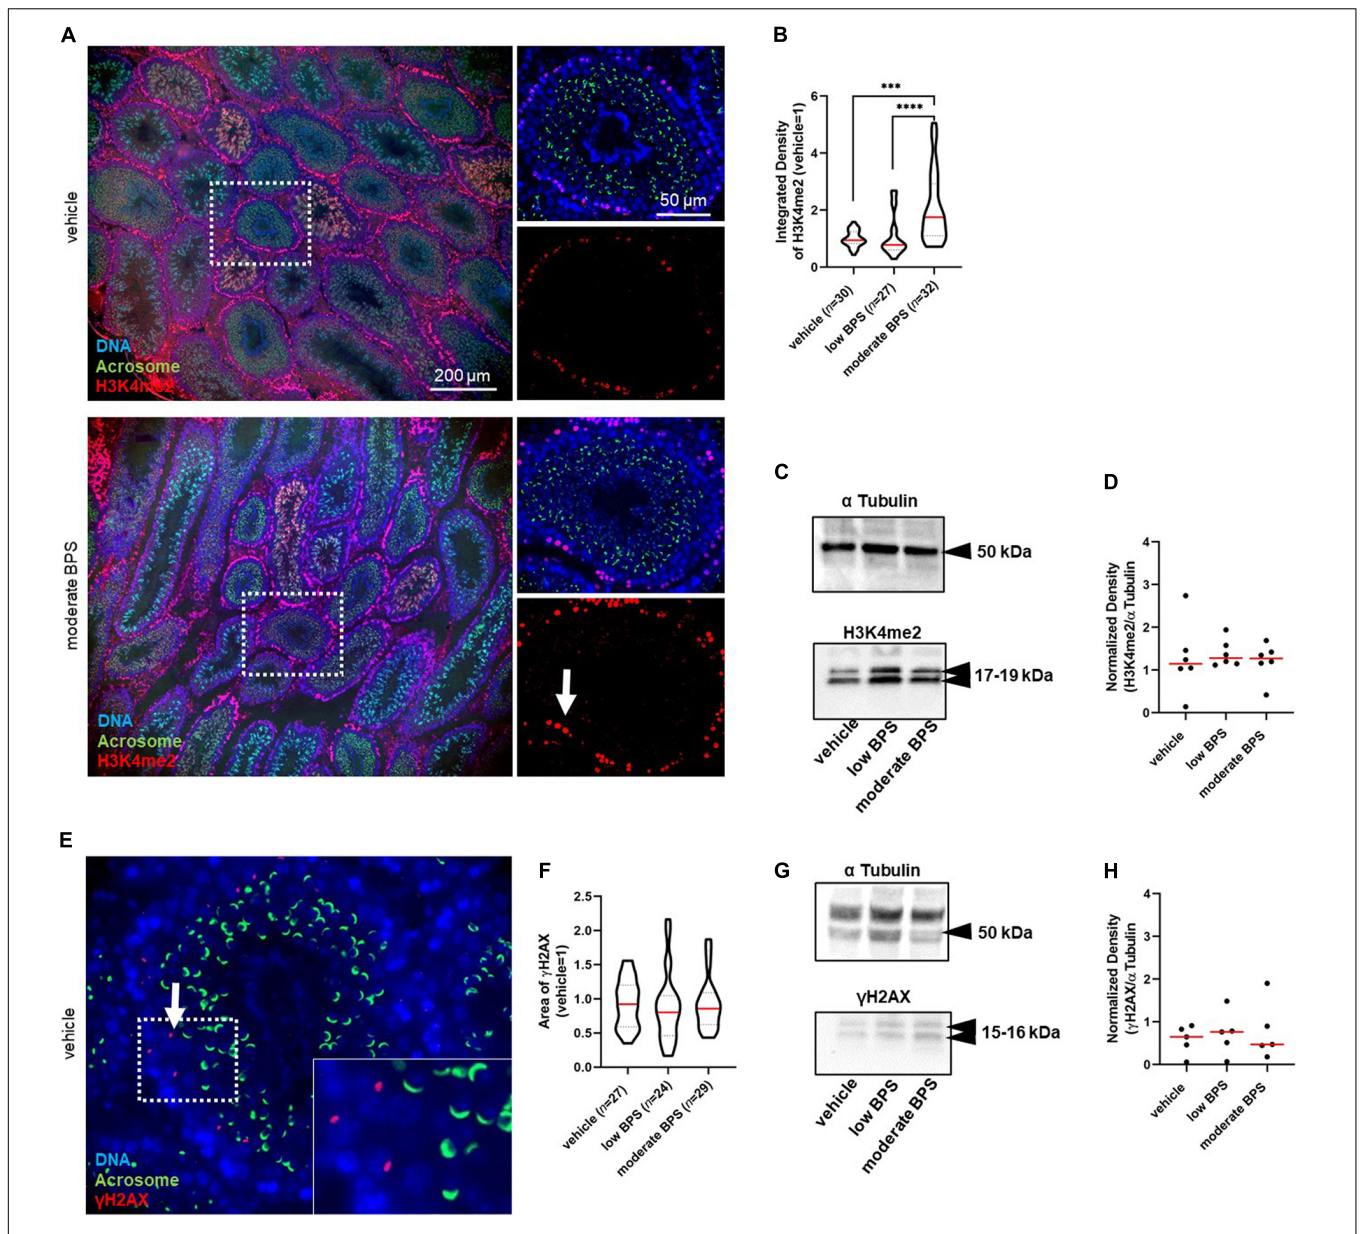 A
vehicle
DNA
Acrosome
H3K4me2
200 µm
50 µm
moderate BPS
DNA
Acrosome
H3K4me2
B
Integrated Density
of H3K4me2 (vehicle=1)
6
4
2
0
***
****
vehicle (n=30)
low BPS (n=27)
moderate BPS (n=32)
C
α Tubulin
50 kDa
H3K4me2
17-19 kDa
vehicle
low BPS
moderate BPS
D
Normalized Density
(H3K4me2/α Tubulin
4
3
2
1
0
vehicle
low BPS
moderate BPS
E
vehicle
DNA
Acrosome
γH2AX
F
Area of γH2AX
(vehicle=1)
2.5
2.0
1.5
1.0
0.5
0.0
vehicle (n=27)
low BPS (n=24)
moderate BPS (n=29)
G
α Tubulin
50 kDa
γH2AX
15-16 kDa
vehicle
low BPS
moderate BPS
H
Normalized Density
(γH2AX/α Tubulin
4
3
2
1
0
vehicle
low BPS
moderate BPS